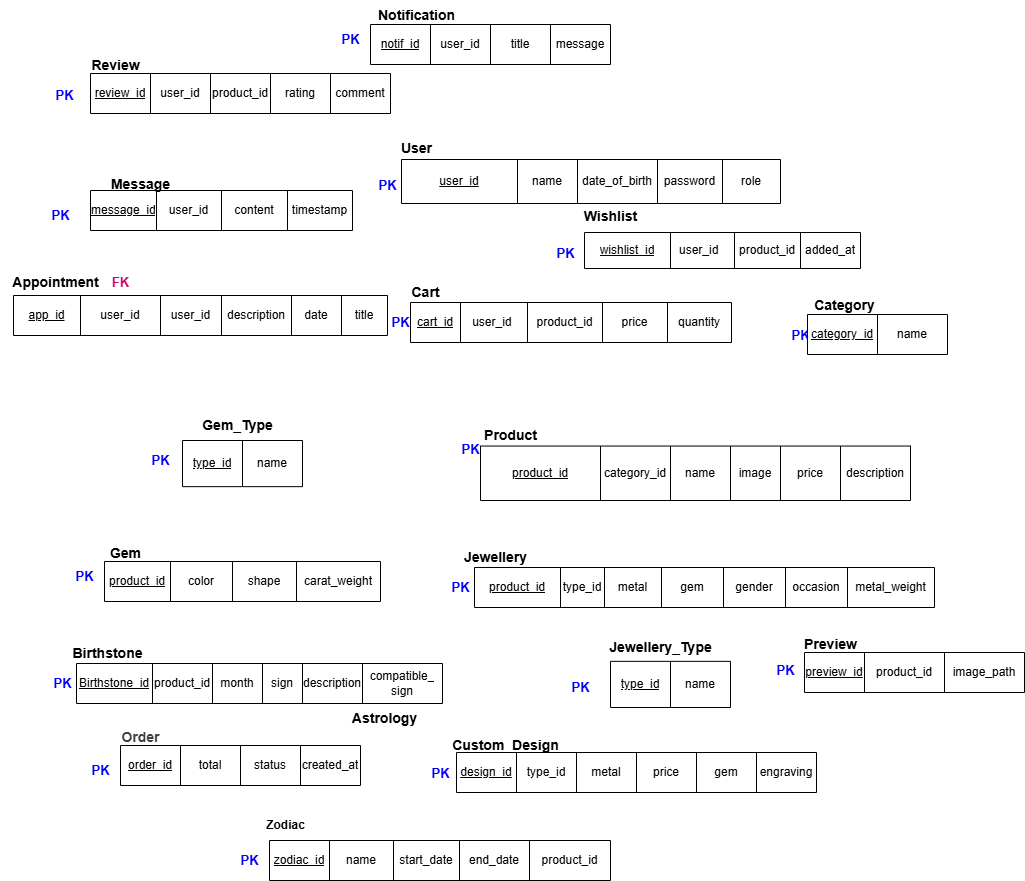 Notification
PK notif_id user_id title message
Review
PK review_id user_id product_id rating comment
User
PK user_id name date_of_birth password role
Message
PK message_id user_id content timestamp
Wishlist
PK wishlist_id user_id product_id added_at
Appointment FK
app_id user_id user_id description date title
Cart
PK cart_id user_id product_id price quantity
Category
PK category_id name
Gem_Type
PK type_id name
Product
PK product_id category_id name image price description
Gem
PK product_id color shape carat_weight
Jewellery
PK product_id type_id metal gem gender occasion metal_weight
Birthstone
PK Birthstone_id product_id month sign description compatible_
sign
Jewellery_Type
PK type_id name
Preview
PK preview_id product_id image_path
Astrology
Order
PK order_id total status created_at
Custom_Design
PK design_id type_id metal price gem engraving
Zodiac
PK zodiac_id name start_date end_date product_id